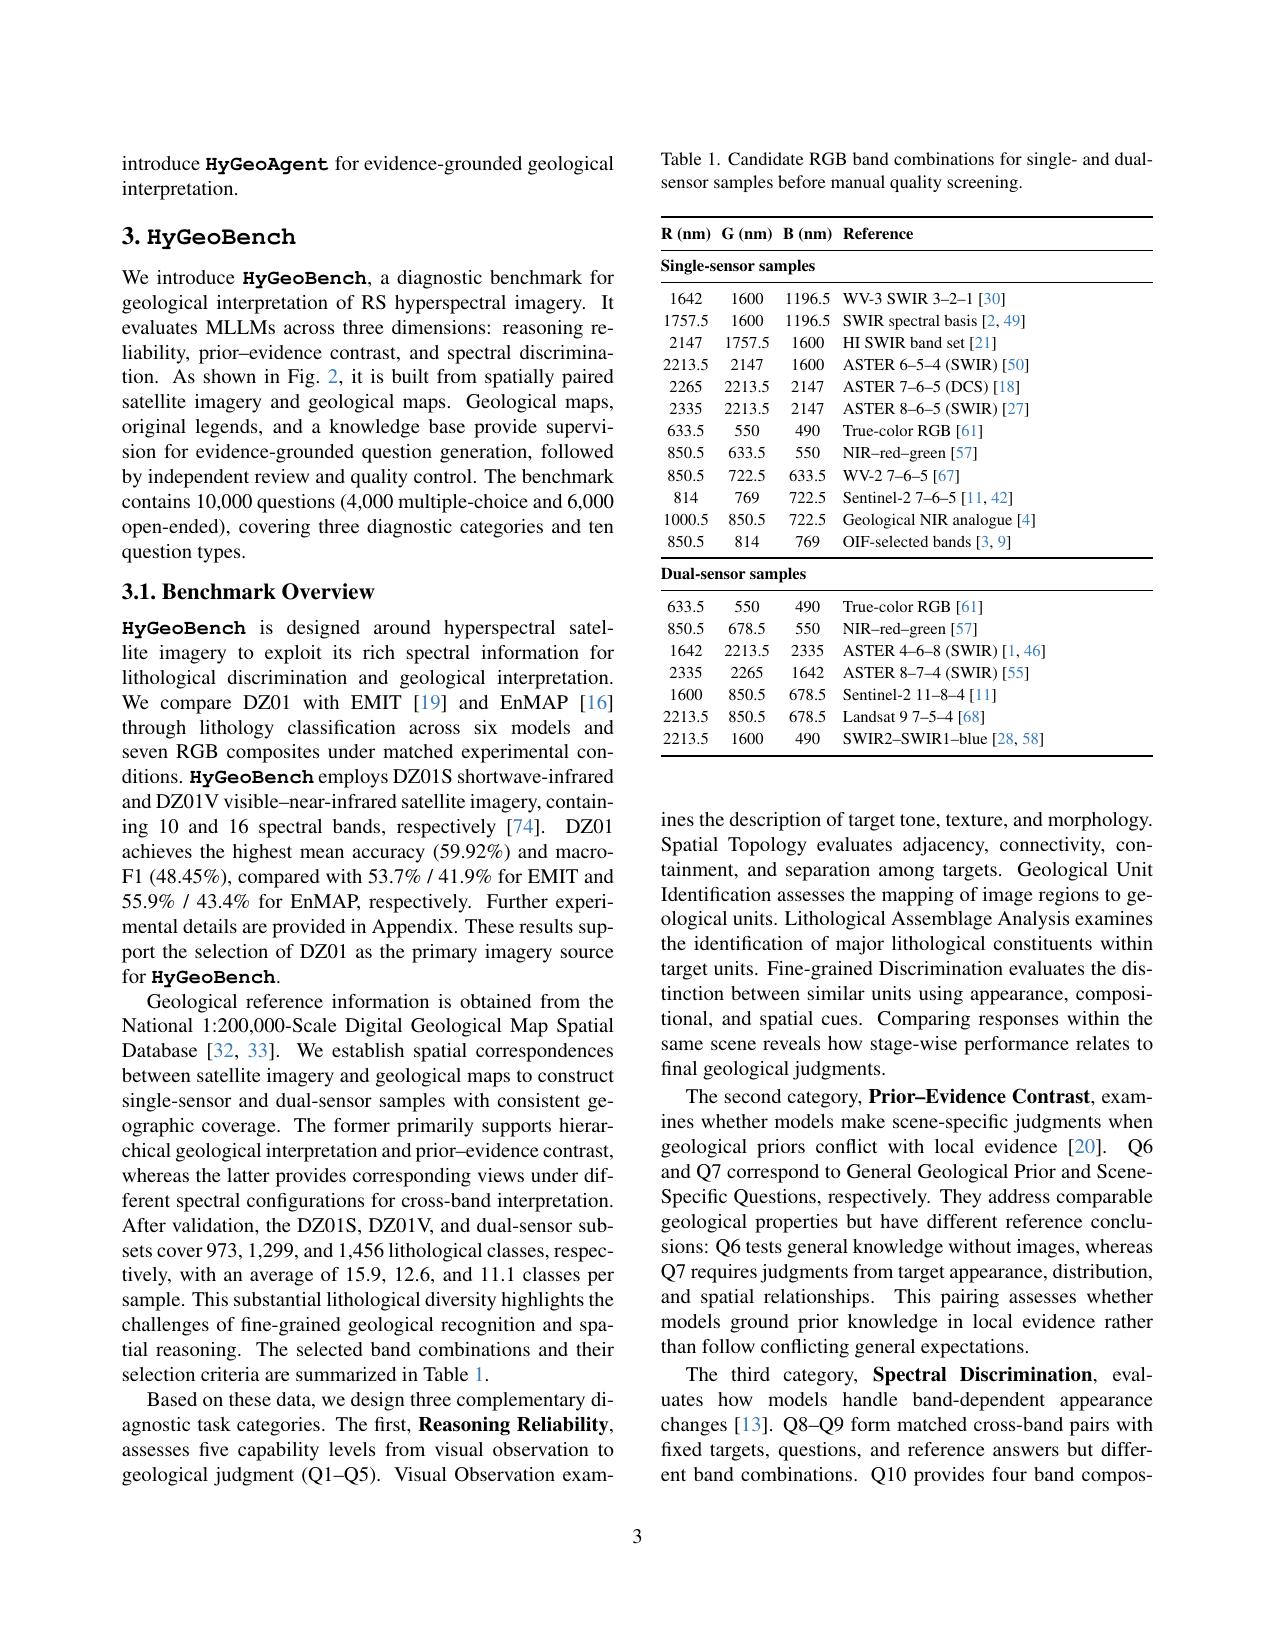 introduce HyGeoAgent for evidence-grounded geological
interpretation.
3. HyGeoBench
We introduce HyGeoBench, a diagnostic benchmark for
geological interpretation of RS hyperspectral imagery. It
evaluates MLLMs across three dimensions: reasoning re-
liability, prior–evidence contrast, and spectral discrimina-
tion. As shown in Fig. 2, it is built from spatially paired
satellite imagery and geological maps. Geological maps,
original legends, and a knowledge base provide supervi-
sion for evidence-grounded question generation, followed
by independent review and quality control. The benchmark
contains 10,000 questions (4,000 multiple-choice and 6,000
open-ended), covering three diagnostic categories and ten
question types.
3.1. Benchmark Overview
HyGeoBench is designed around hyperspectral satel-
lite imagery to exploit its rich spectral information for
lithological discrimination and geological interpretation.
We compare DZ01 with EMIT [19] and EnMAP [16]
through lithology classification across six models and
seven RGB composites under matched experimental con-
ditions. HyGeoBench employs DZ01S shortwave-infrared
and DZ01V visible–near-infrared satellite imagery, contain-
ing 10 and 16 spectral bands, respectively [74]. DZ01
achieves the highest mean accuracy (59.92%) and macro-
F1 (48.45%), compared with 53.7% / 41.9% for EMIT and
55.9% / 43.4% for EnMAP, respectively. Further experi-
mental details are provided in Appendix. These results sup-
port the selection of DZ01 as the primary imagery source
for HyGeoBench.
Geological reference information is obtained from the
National 1:200,000-Scale Digital Geological Map Spatial
Database [32, 33]. We establish spatial correspondences
between satellite imagery and geological maps to construct
single-sensor and dual-sensor samples with consistent ge-
ographic coverage. The former primarily supports hierar-
chical geological interpretation and prior–evidence contrast,
whereas the latter provides corresponding views under dif-
ferent spectral configurations for cross-band interpretation.
After validation, the DZ01S, DZ01V, and dual-sensor sub-
sets cover 973, 1,299, and 1,456 lithological classes, respec-
tively, with an average of 15.9, 12.6, and 11.1 classes per
sample. This substantial lithological diversity highlights the
challenges of fine-grained geological recognition and spa-
tial reasoning. The selected band combinations and their
selection criteria are summarized in Table 1.
Based on these data, we design three complementary di-
agnostic task categories. The first, Reasoning Reliability,
assesses five capability levels from visual observation to
geological judgment (Q1–Q5). Visual Observation exam-
Table 1. Candidate RGB band combinations for single- and dual-
sensor samples before manual quality screening.
R (nm) G (nm) B (nm) Reference
Single-sensor samples
1642 1600 1196.5 WV-3 SWIR 3–2–1 [30]
1757.5 1600 1196.5 SWIR spectral basis [2, 49]
2147 1757.5 1600 HI SWIR band set [21]
2213.5 2147 1600 ASTER 6–5–4 (SWIR) [50]
2265 2213.5 2147 ASTER 7–6–5 (DCS) [18]
2335 2213.5 2147 ASTER 8–6–5 (SWIR) [27]
633.5 550 490 True-color RGB [61]
850.5 633.5 550 NIR–red–green [57]
850.5 722.5 633.5 WV-2 7–6–5 [67]
814 769 722.5 Sentinel-2 7–6–5 [11, 42]
1000.5 850.5 722.5 Geological NIR analogue [4]
850.5 814 769 OIF-selected bands [3, 9]
Dual-sensor samples
633.5 550 490 True-color RGB [61]
850.5 678.5 550 NIR–red–green [57]
1642 2213.5 2335 ASTER 4–6–8 (SWIR) [1, 46]
2335 2265 1642 ASTER 8–7–4 (SWIR) [55]
1600 850.5 678.5 Sentinel-2 11–8–4 [11]
2213.5 850.5 678.5 Landsat 9 7–5–4 [68]
2213.5 1600 490 SWIR2–SWIR1–blue [28, 58]
ines the description of target tone, texture, and morphology.
Spatial Topology evaluates adjacency, connectivity, con-
tainment, and separation among targets. Geological Unit
Identification assesses the mapping of image regions to ge-
ological units. Lithological Assemblage Analysis examines
the identification of major lithological constituents within
target units. Fine-grained Discrimination evaluates the dis-
tinction between similar units using appearance, composi-
tional, and spatial cues. Comparing responses within the
same scene reveals how stage-wise performance relates to
final geological judgments.
The second category, Prior–Evidence Contrast, exam-
ines whether models make scene-specific judgments when
geological priors conflict with local evidence [20]. Q6
and Q7 correspond to General Geological Prior and Scene-
Specific Questions, respectively. They address comparable
geological properties but have different reference conclu-
sions: Q6 tests general knowledge without images, whereas
Q7 requires judgments from target appearance, distribution,
and spatial relationships. This pairing assesses whether
models ground prior knowledge in local evidence rather
than follow conflicting general expectations.
The third category, Spectral Discrimination, eval-
uates how models handle band-dependent appearance
changes [13]. Q8–Q9 form matched cross-band pairs with
fixed targets, questions, and reference answers but differ-
ent band combinations. Q10 provides four band compos-
3